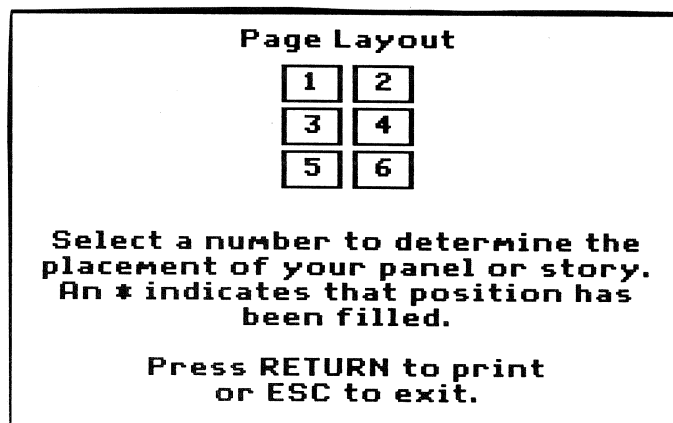 Page Layout
1 2
3 4
5 6
Select a number to determine the
placement of your panel or story.
An * indicates that position has
been filled.
Press RETURN to print
or ESC to exit.